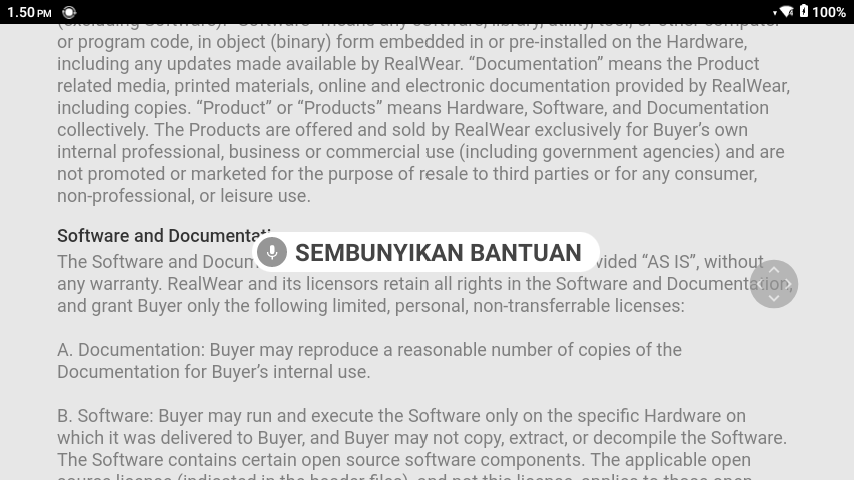 1.50 PM
100%
or program code, in object (binary) form embedded in or pre-installed on the Hardware,
including any updates made available by RealWear. “Documentation” means the Product
related media, printed materials, online and electronic documentation provided by RealWear,
including copies. “Product” or “Products” means Hardware, Software, and Documentation
collectively. The Products are offered and sold by RealWear exclusively for Buyer’s own
internal professional, business or commercial use (including government agencies) and are
not promoted or marketed for the purpose of resale to third parties or for any consumer,
non-professional, or leisure use.
Software and
SEMBUNYIKAN BANTUAN
The Software and “AS IS”, without
any warranty. RealWear and its licensors retain all rights in the Software and Documentation,
and grant Buyer only the following limited, personal, non-transferrable licenses:
A. Documentation: Buyer may reproduce a reasonable number of copies of the
Documentation for Buyer’s internal use.
B. Software: Buyer may run and execute the Software only on the specific Hardware on
which it was delivered to Buyer, and Buyer may not copy, extract, or decompile the Software.
The Software contains certain open source software components. The applicable open